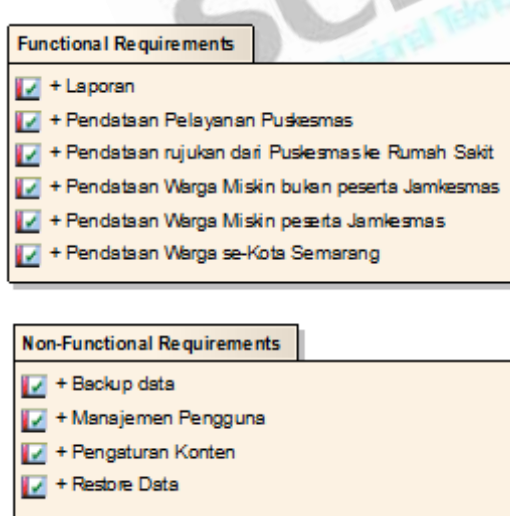 Functional Requirements
+ Laporan
+ Pendataan Pelayanan Puskesmas
+ Pendataan rujukan dari Puskesmas ke Rumah Sakit
+ Pendataan Warga Miskin bukan peserta Jamkesmas
+ Pendataan Warga Miskin peserta Jamkesmas
+ Pendataan Warga se-Kota Semarang
Non-Functional Requirements
+ Backup data
+ Manajemen Pengguna
+ Pengaturan Konten
+ Restore Data